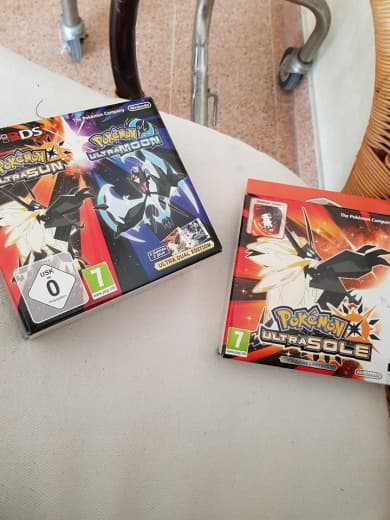 3DS
The Pokémon Company
Nintendo
POKÉMON
ULTRASUN
POKÉMON
ULTRAMOON
USK
0
7
ULTRA DUAL EDITION
The Pokémon Company
POKÉMON
ULTRASOLE
7